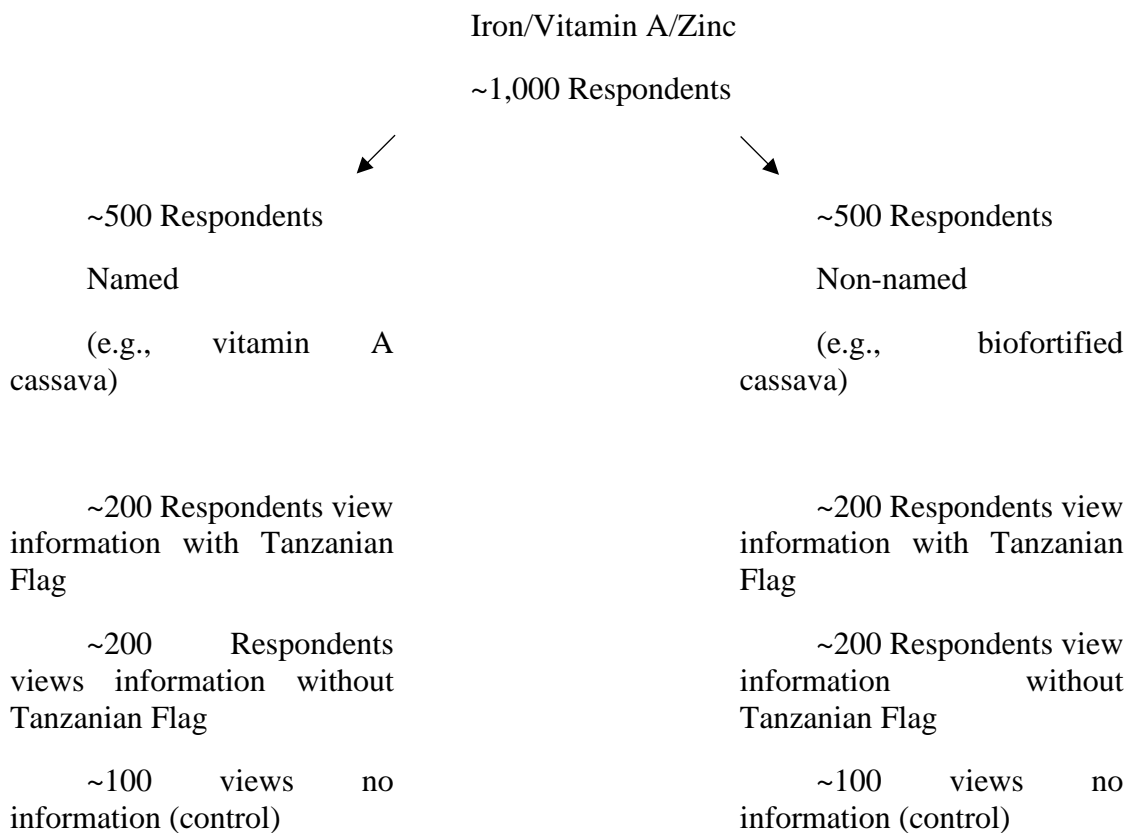 Iron/Vitamin A/Zinc
~1,000 Respondents
~500 Respondents
Named
(e.g., vitamin A
cassava)
~200 Respondents view
information with Tanzanian
Flag
~200 Respondents
views information without
Tanzanian Flag
~100 views no
information (control)
~500 Respondents
Non-named
(e.g., biofortified
cassava)
~200 Respondents view
information with Tanzanian
Flag
~200 Respondents view
information without
Tanzanian Flag
~100 views no
information (control)